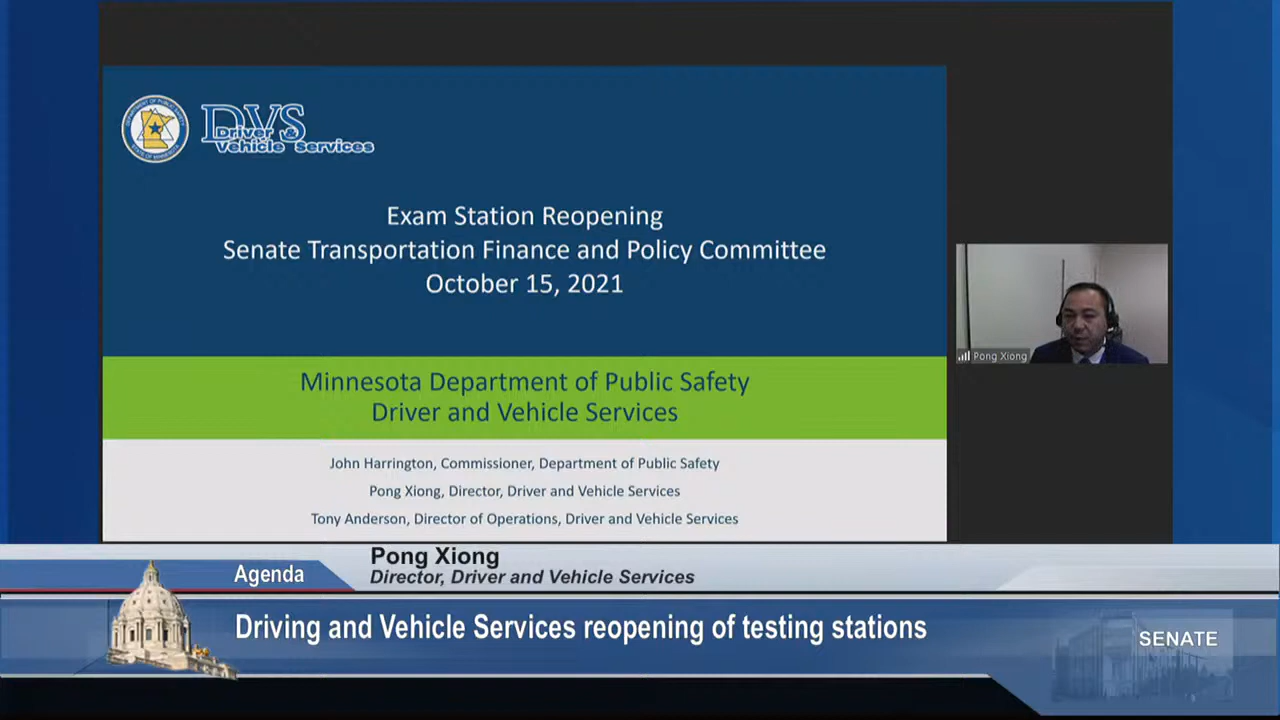 DVS
Driver &
Vehicle Services
Exam Station Reopening
Senate Transportation Finance and Policy Committee
October 15, 2021
Minnesota Department of Public Safety
Driver and Vehicle Services
John Harrington, Commissioner, Department of Public Safety
Pong Xiong, Director, Driver and Vehicle Services
Tony Anderson, Director of Operations, Driver and Vehicle Services
Pong Xiong
Agenda
Pong Xiong
Director, Driver and Vehicle Services
Driving and Vehicle Services reopening of testing stations
SENATE